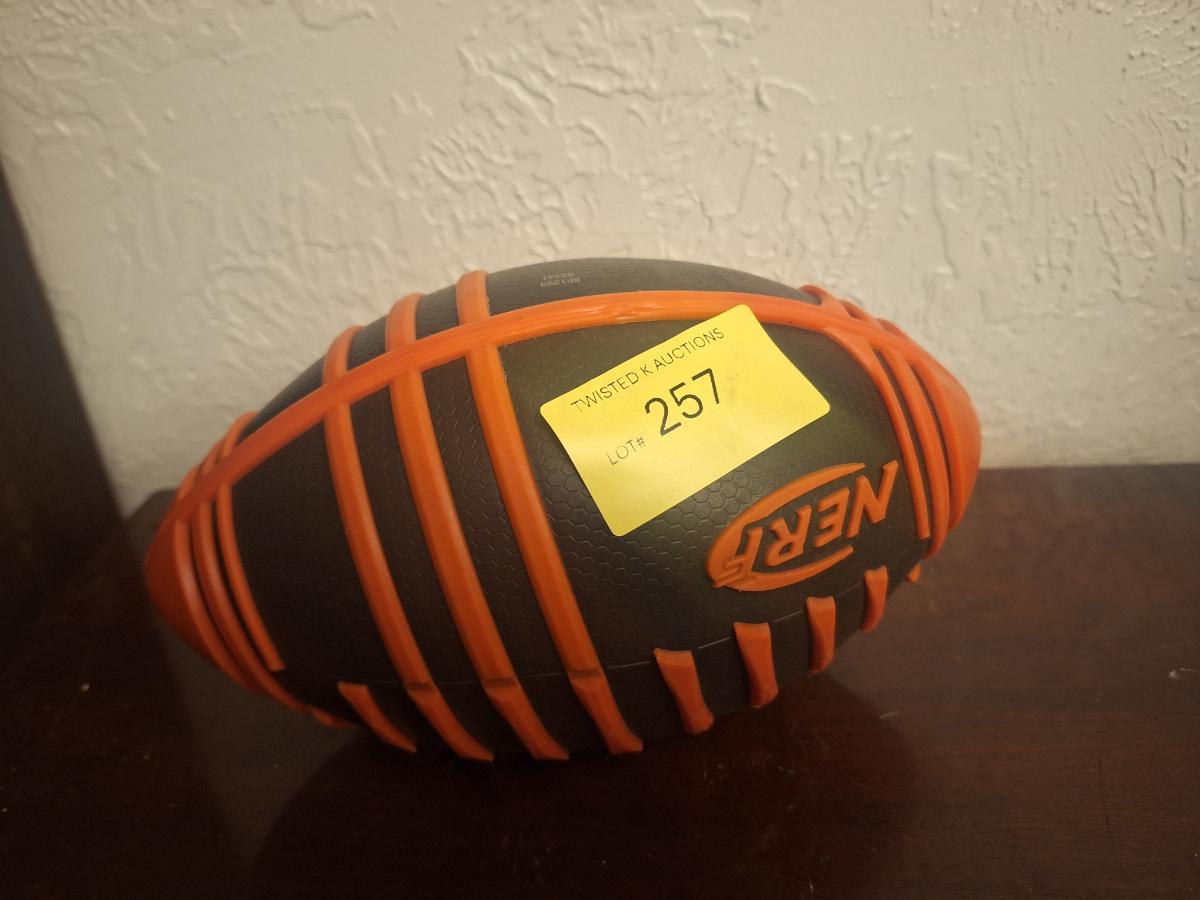 TWISTED K AUCTIONS
LOT# 257
NERF